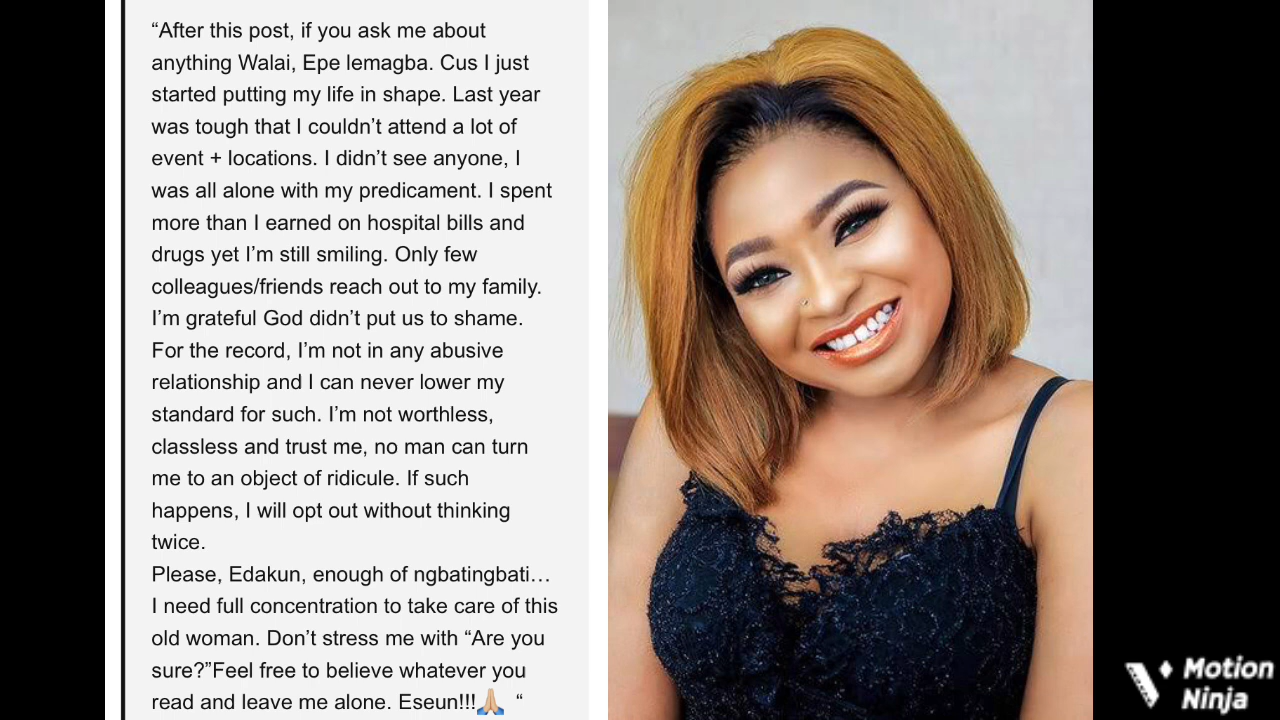 “After this post, if you ask me about
anything Walai, Epe lemagba. Cus I just
started putting my life in shape. Last year
was tough that I couldn’t attend a lot of
event + locations. I didn’t see anyone, I
was all alone with my predicament. I spent
more than I earned on hospital bills and
drugs yet I’m still smiling. Only few
colleagues/friends reach out to my family.
I’m grateful God didn’t put us to shame.
For the record, I’m not in any abusive
relationship and I can never lower my
standard for such. I’m not worthless,
classless and trust me, no man can turn
me to an object of ridicule. If such
happens, I will opt out without thinking
twice.
Please, Edakun, enough of ngbatingbati…
I need full concentration to take care of this
old woman. Don’t stress me with “Are you
sure?”Feel free to believe whatever you
read and leave me alone. Eseun!!!🙏🏼 “
Motion
Ninja